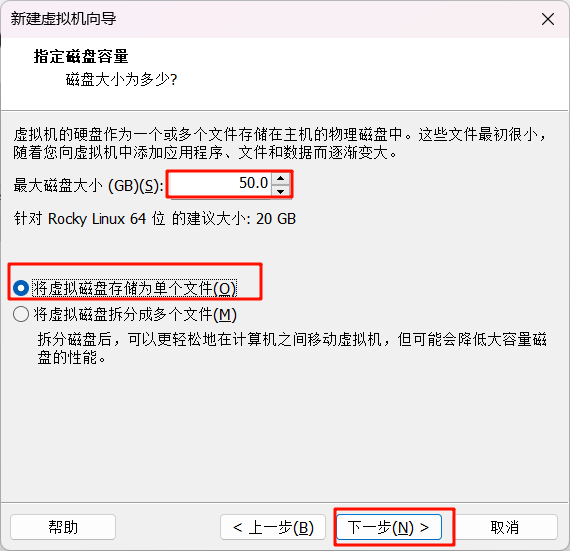 新建虚拟机向导
指定磁盘容量
磁盘大小为多少?
虚拟机的硬盘作为一个或多个文件存储在主机的物理磁盘中。这些文件最初很小，
随着您向虚拟机中添加应用程序、文件和数据而逐渐变大。
最大磁盘大小 (GB)(S): 50.0
针对 Rocky Linux 64 位 的建议大小: 20 GB
将虚拟磁盘存储为单个文件(O)
将虚拟磁盘拆分成多个文件(M)
拆分磁盘后，可以更轻松地在计算机之间移动虚拟机，但可能会降低大容量磁
盘的性能。
帮助 < 上一步(B) 下一步(N) > 取消